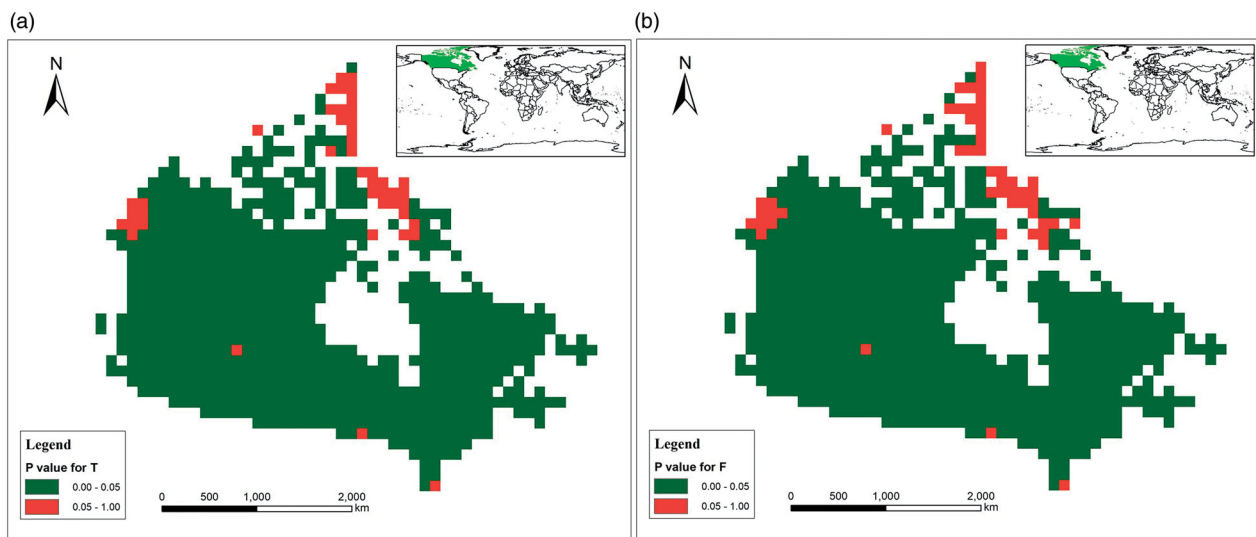 (a)
N
Legend
P value for T
0.00 - 0.05
0.05 - 1.00
0 500 1,000 2,000
km
(b)
N
Legend
P value for F
0.00 - 0.05
0.05 - 1.00
0 500 1,000 2,000
km